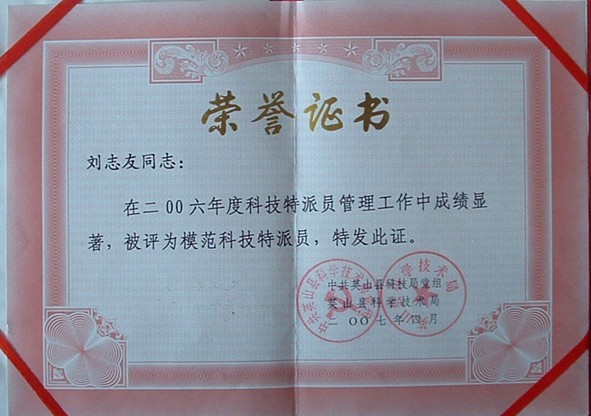 荣誉证书
刘志友同志：
在二00六年度科技特派员管理工作中成绩显
著，被评为模范科技特派员，特发此证。
中共英山县科技局党组
英山县科学技术局
二〇〇七年四月